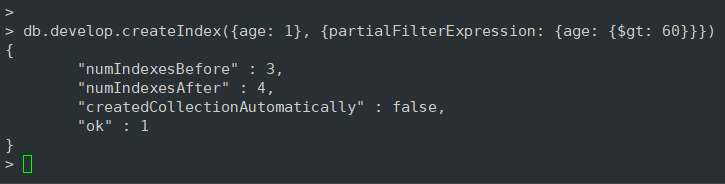 >
> db.develop.createIndex({age: 1}, {partialFilterExpression: {age: {$gt: 60}}})
{
        "numIndexesBefore" : 3,
        "numIndexesAfter" : 4,
        "createdCollectionAutomatically" : false,
        "ok" : 1
}
>